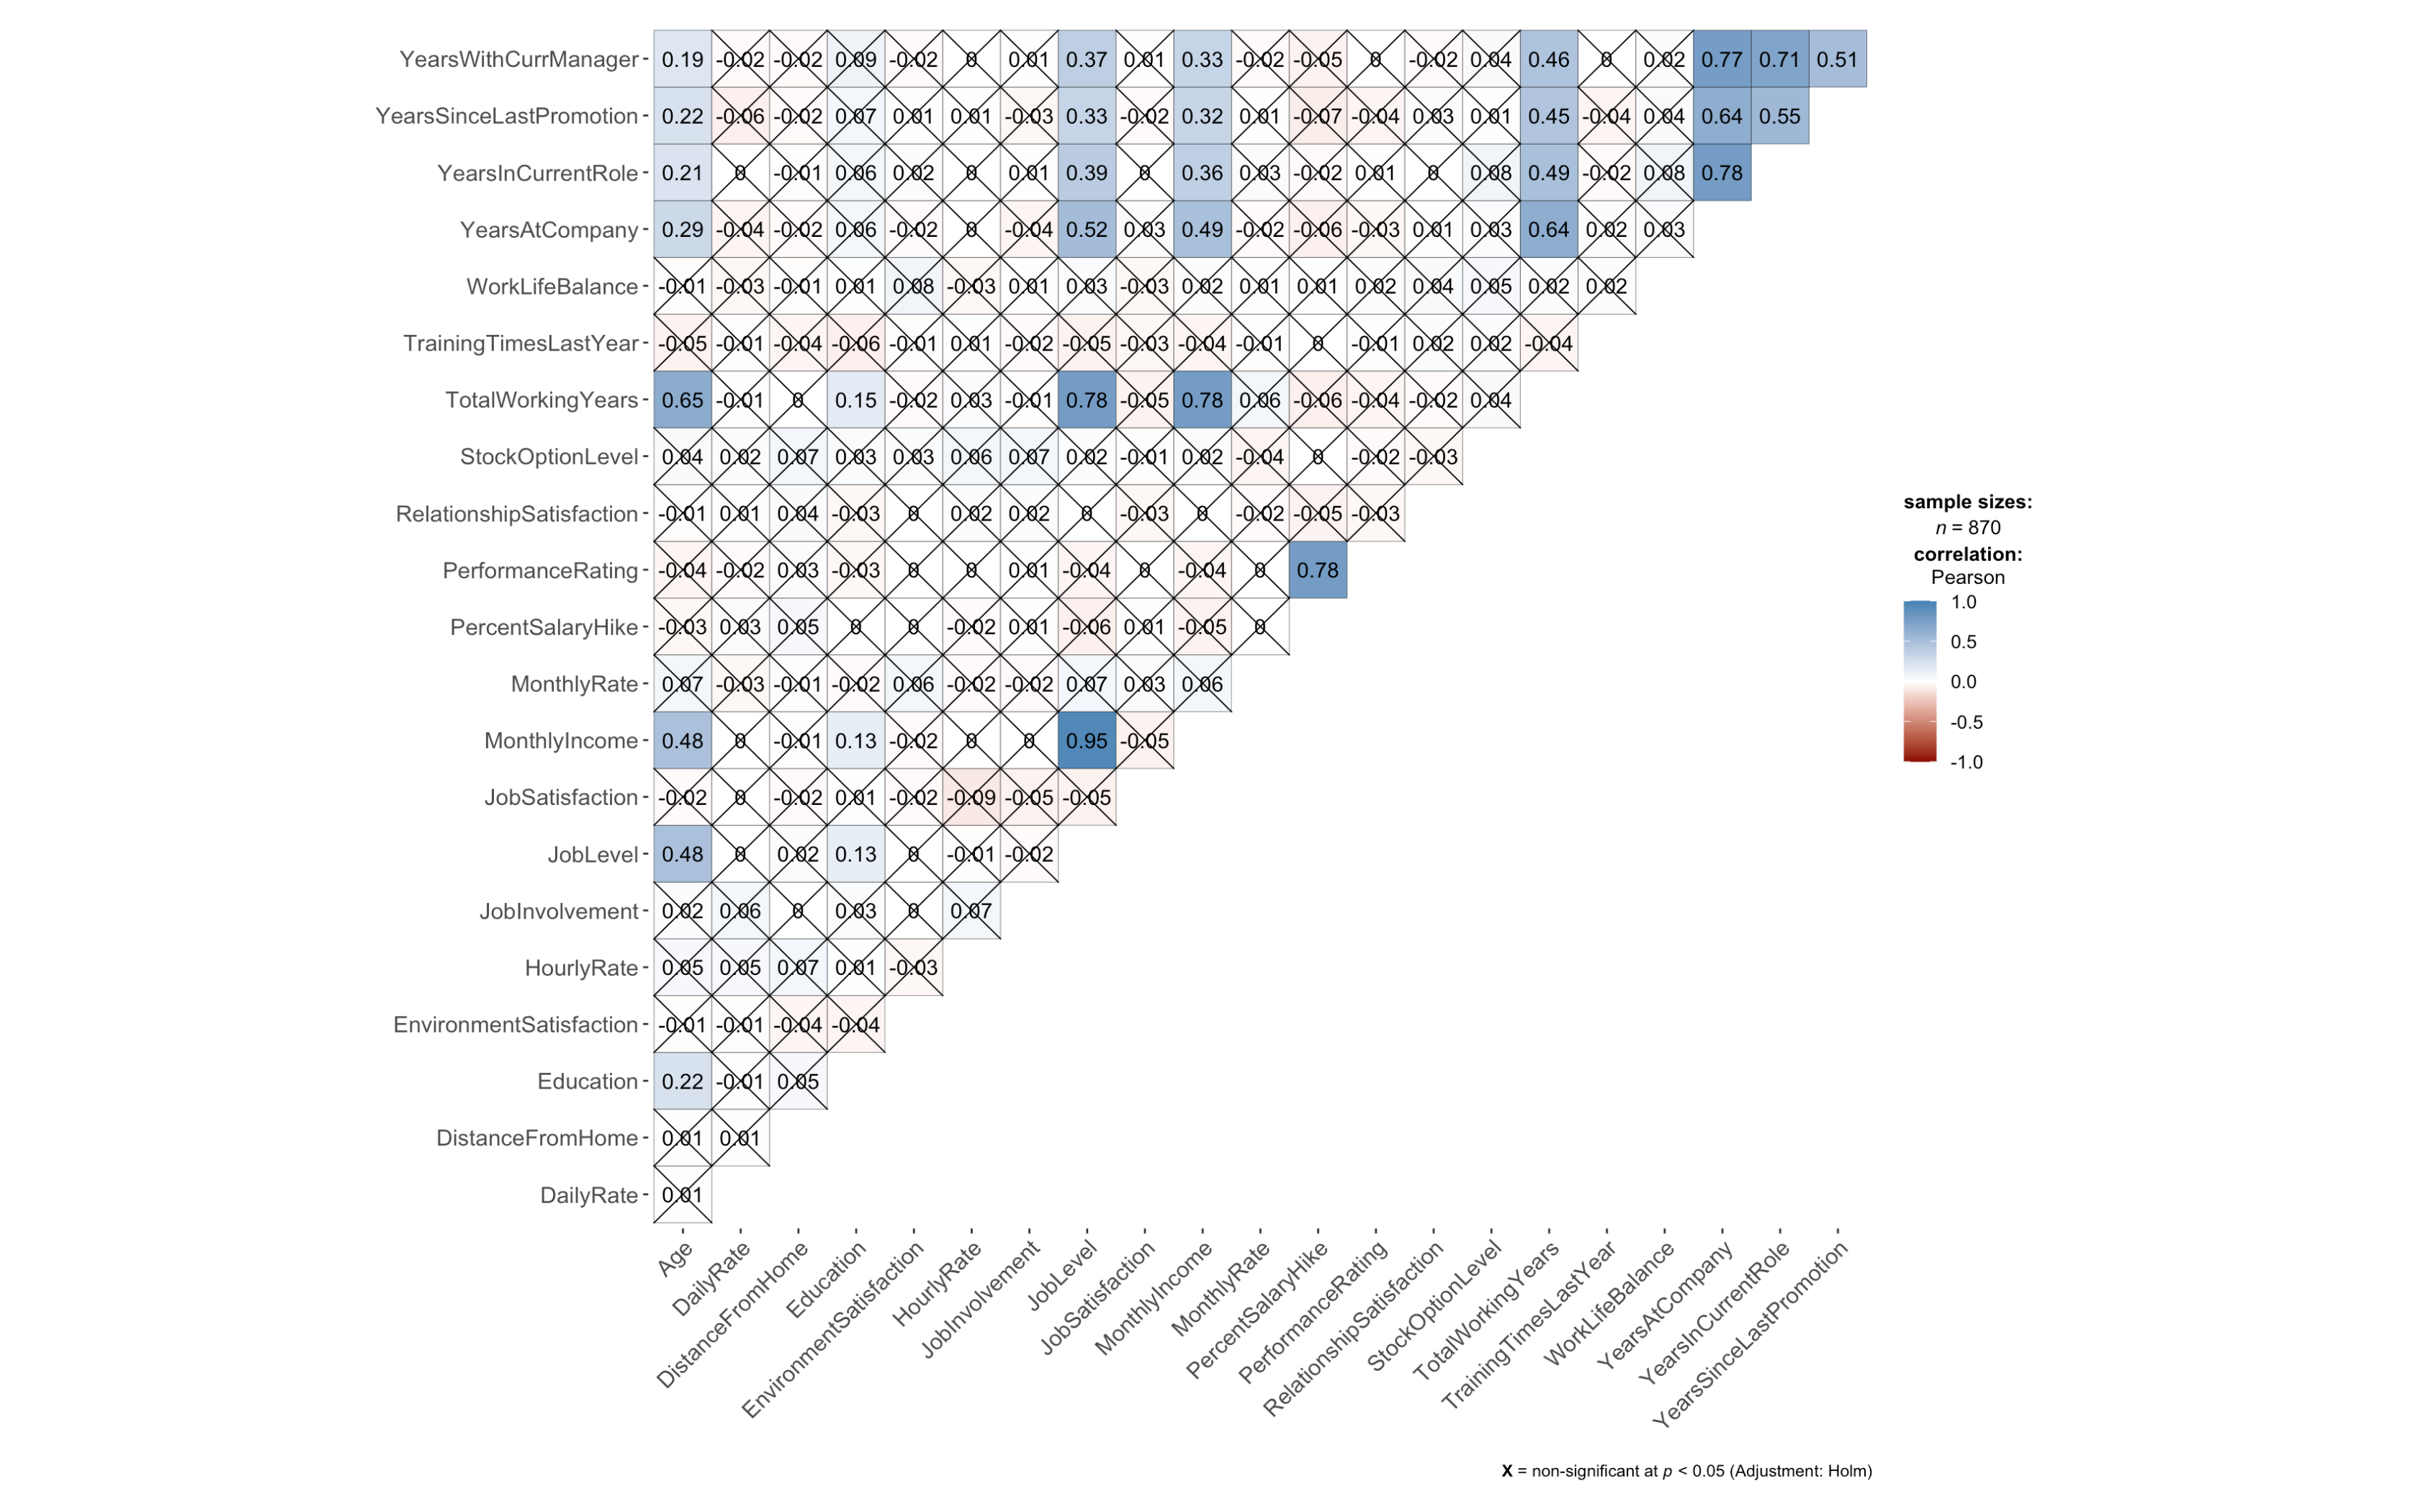 YearsWithCurrManager 0.19 -0.02 -0.02 0.09 -0.02 0 0.01 0.37 0.01 0.33 -0.02 -0.05 0 -0.02 0.04 0.46 0 0.02 0.77 0.71 0.51
YearsSinceLastPromotion 0.22 -0.06 -0.02 0.07 0.01 0.01 -0.03 0.33 -0.02 0.32 0.01 -0.07 -0.04 0.03 0.01 0.45 -0.04 0.04 0.64 0.55
YearsInCurrentRole 0.21 0 -0.01 0.06 0.02 0 0.01 0.39 0 0.36 0.03 -0.02 0.01 0 0.08 0.49 -0.02 0.08 0.78
YearsAtCompany 0.29 -0.04 -0.02 0.06 -0.02 0 -0.04 0.52 0.03 0.49 -0.02 -0.06 -0.03 0.01 0.03 0.64 0.02 0.03
WorkLifeBalance -0.01 -0.03 -0.01 0.01 0.08 -0.03 0.01 0.03 -0.03 0.02 0.01 0.01 0.02 0.04 0.05 0.02 0.02
TrainingTimesLastYear -0.05 -0.01 -0.04 -0.06 -0.01 0.01 -0.02 -0.05 -0.03 -0.04 -0.01 0 -0.01 0.02 0.02 -0.04
TotalWorkingYears 0.65 -0.01 0 0.15 -0.02 0.03 -0.01 0.78 -0.05 0.78 0.06 -0.06 -0.04 -0.02 0.04
StockOptionLevel 0.04 0.02 0.07 0.03 0.03 0.06 0.07 0.02 -0.01 0.02 -0.04 0 -0.02 -0.03
RelationshipSatisfaction -0.01 0.01 0.04 -0.03 0 0.02 0.02 0 -0.03 0 -0.02 -0.05 -0.03
PerformanceRating -0.04 -0.02 0.03 -0.03 0 0 0.01 -0.04 0 -0.04 0 0.78
PercentSalaryHike -0.03 0.03 0.05 0 0 -0.02 0.01 -0.06 0.01 -0.05 0
MonthlyRate 0.07 -0.03 -0.01 -0.02 0.06 -0.02 -0.02 0.07 0.03 0.06
MonthlyIncome 0.48 0 -0.01 0.13 -0.02 0 0 0.95 -0.05
JobSatisfaction -0.02 0 -0.02 0.01 -0.02 -0.09 -0.05 -0.05
JobLevel 0.48 0 0.02 0.13 0 -0.01 -0.02
JobInvolvement 0.02 0.06 0 0.03 0 0.07
HourlyRate 0.05 0.05 0.07 0.01 -0.03
EnvironmentSatisfaction -0.01 -0.01 -0.04 -0.04
Education 0.22 -0.01 0.05
DistanceFromHome 0.01 0.01
DailyRate 0.01
Age
DailyRate
DistanceFromHome
Education
EnvironmentSatisfaction
HourlyRate
JobInvolvement
JobLevel
JobSatisfaction
MonthlyIncome
MonthlyRate
PercentSalaryHike
PerformanceRating
RelationshipSatisfaction
StockOptionLevel
TotalWorkingYears
TrainingTimesLastYear
WorkLifeBalance
YearsAtCompany
YearsInCurrentRole
YearsSinceLastPromotion
sample sizes:
n = 870
correlation:
Pearson
1.0
0.5
0.0
-0.5
-1.0
X = non-significant at p < 0.05 (Adjustment: Holm)